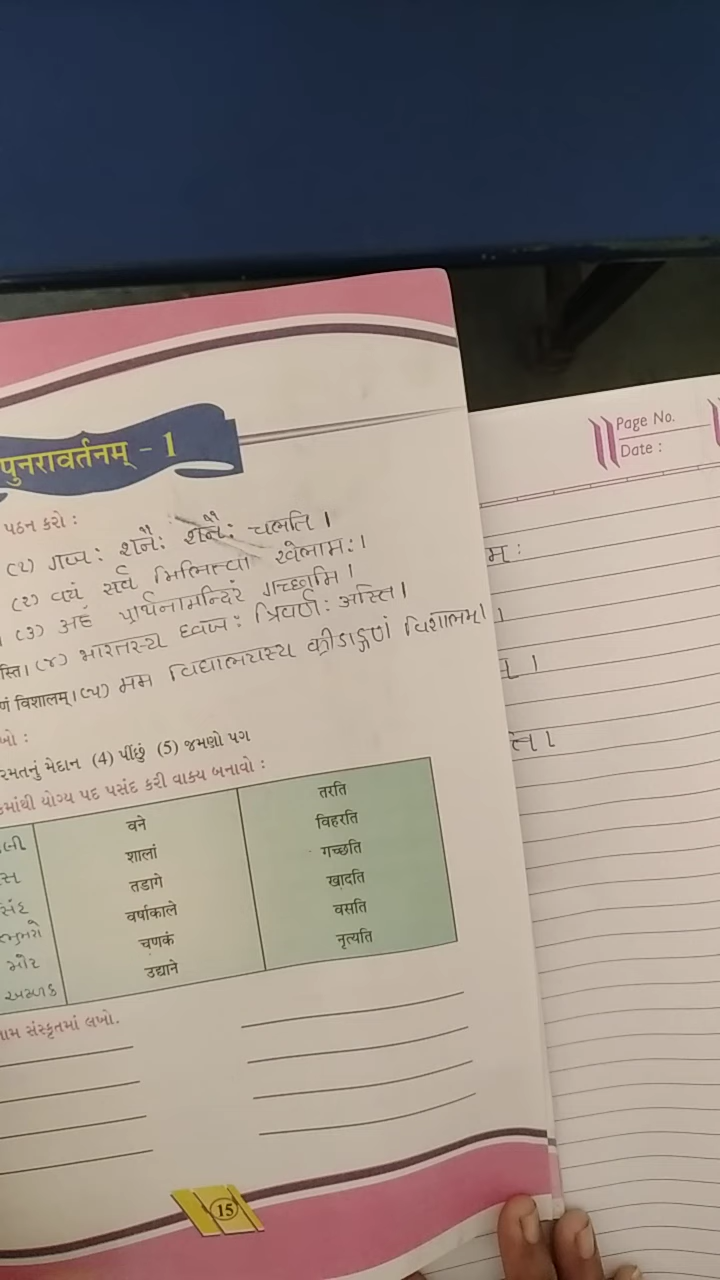 पुनरावर्तनम् - 1
Page No.
Date :
પઠન કરો :
(१) गजः शनैः शनैः चलति ।
(२) वयं सर्वे मिलित्वा खेलामः।
(३) अहं प्रार्थनामन्दिरं गच्छामि ।
(४) भारतस्य ध्वजः त्रिवर्णः अस्ति।
विशालम्। (५) मम विद्यालयस्य क्रीडाङ्गणं विशालम्।
મેદાન (4) પીંછું (5) જમણો પગ
યોગ્ય પદ પસંદ કરી વાક્ય બનાવો :
वने तरति
शालां विहरति
तडागे गच्छति
वर्षाकाले खादति
મોર चणकं वसति
उद्याने नृत्यति
સંસ્કૃતમાં લખો.
15